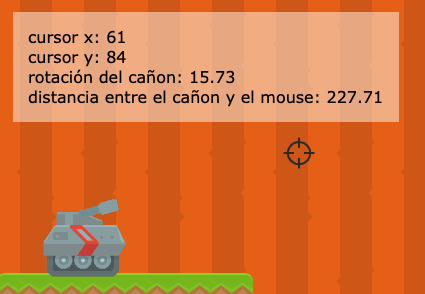 cursor x: 61
cursor y: 84
rotación del cañon: 15.73
distancia entre el cañon y el mouse: 227.71